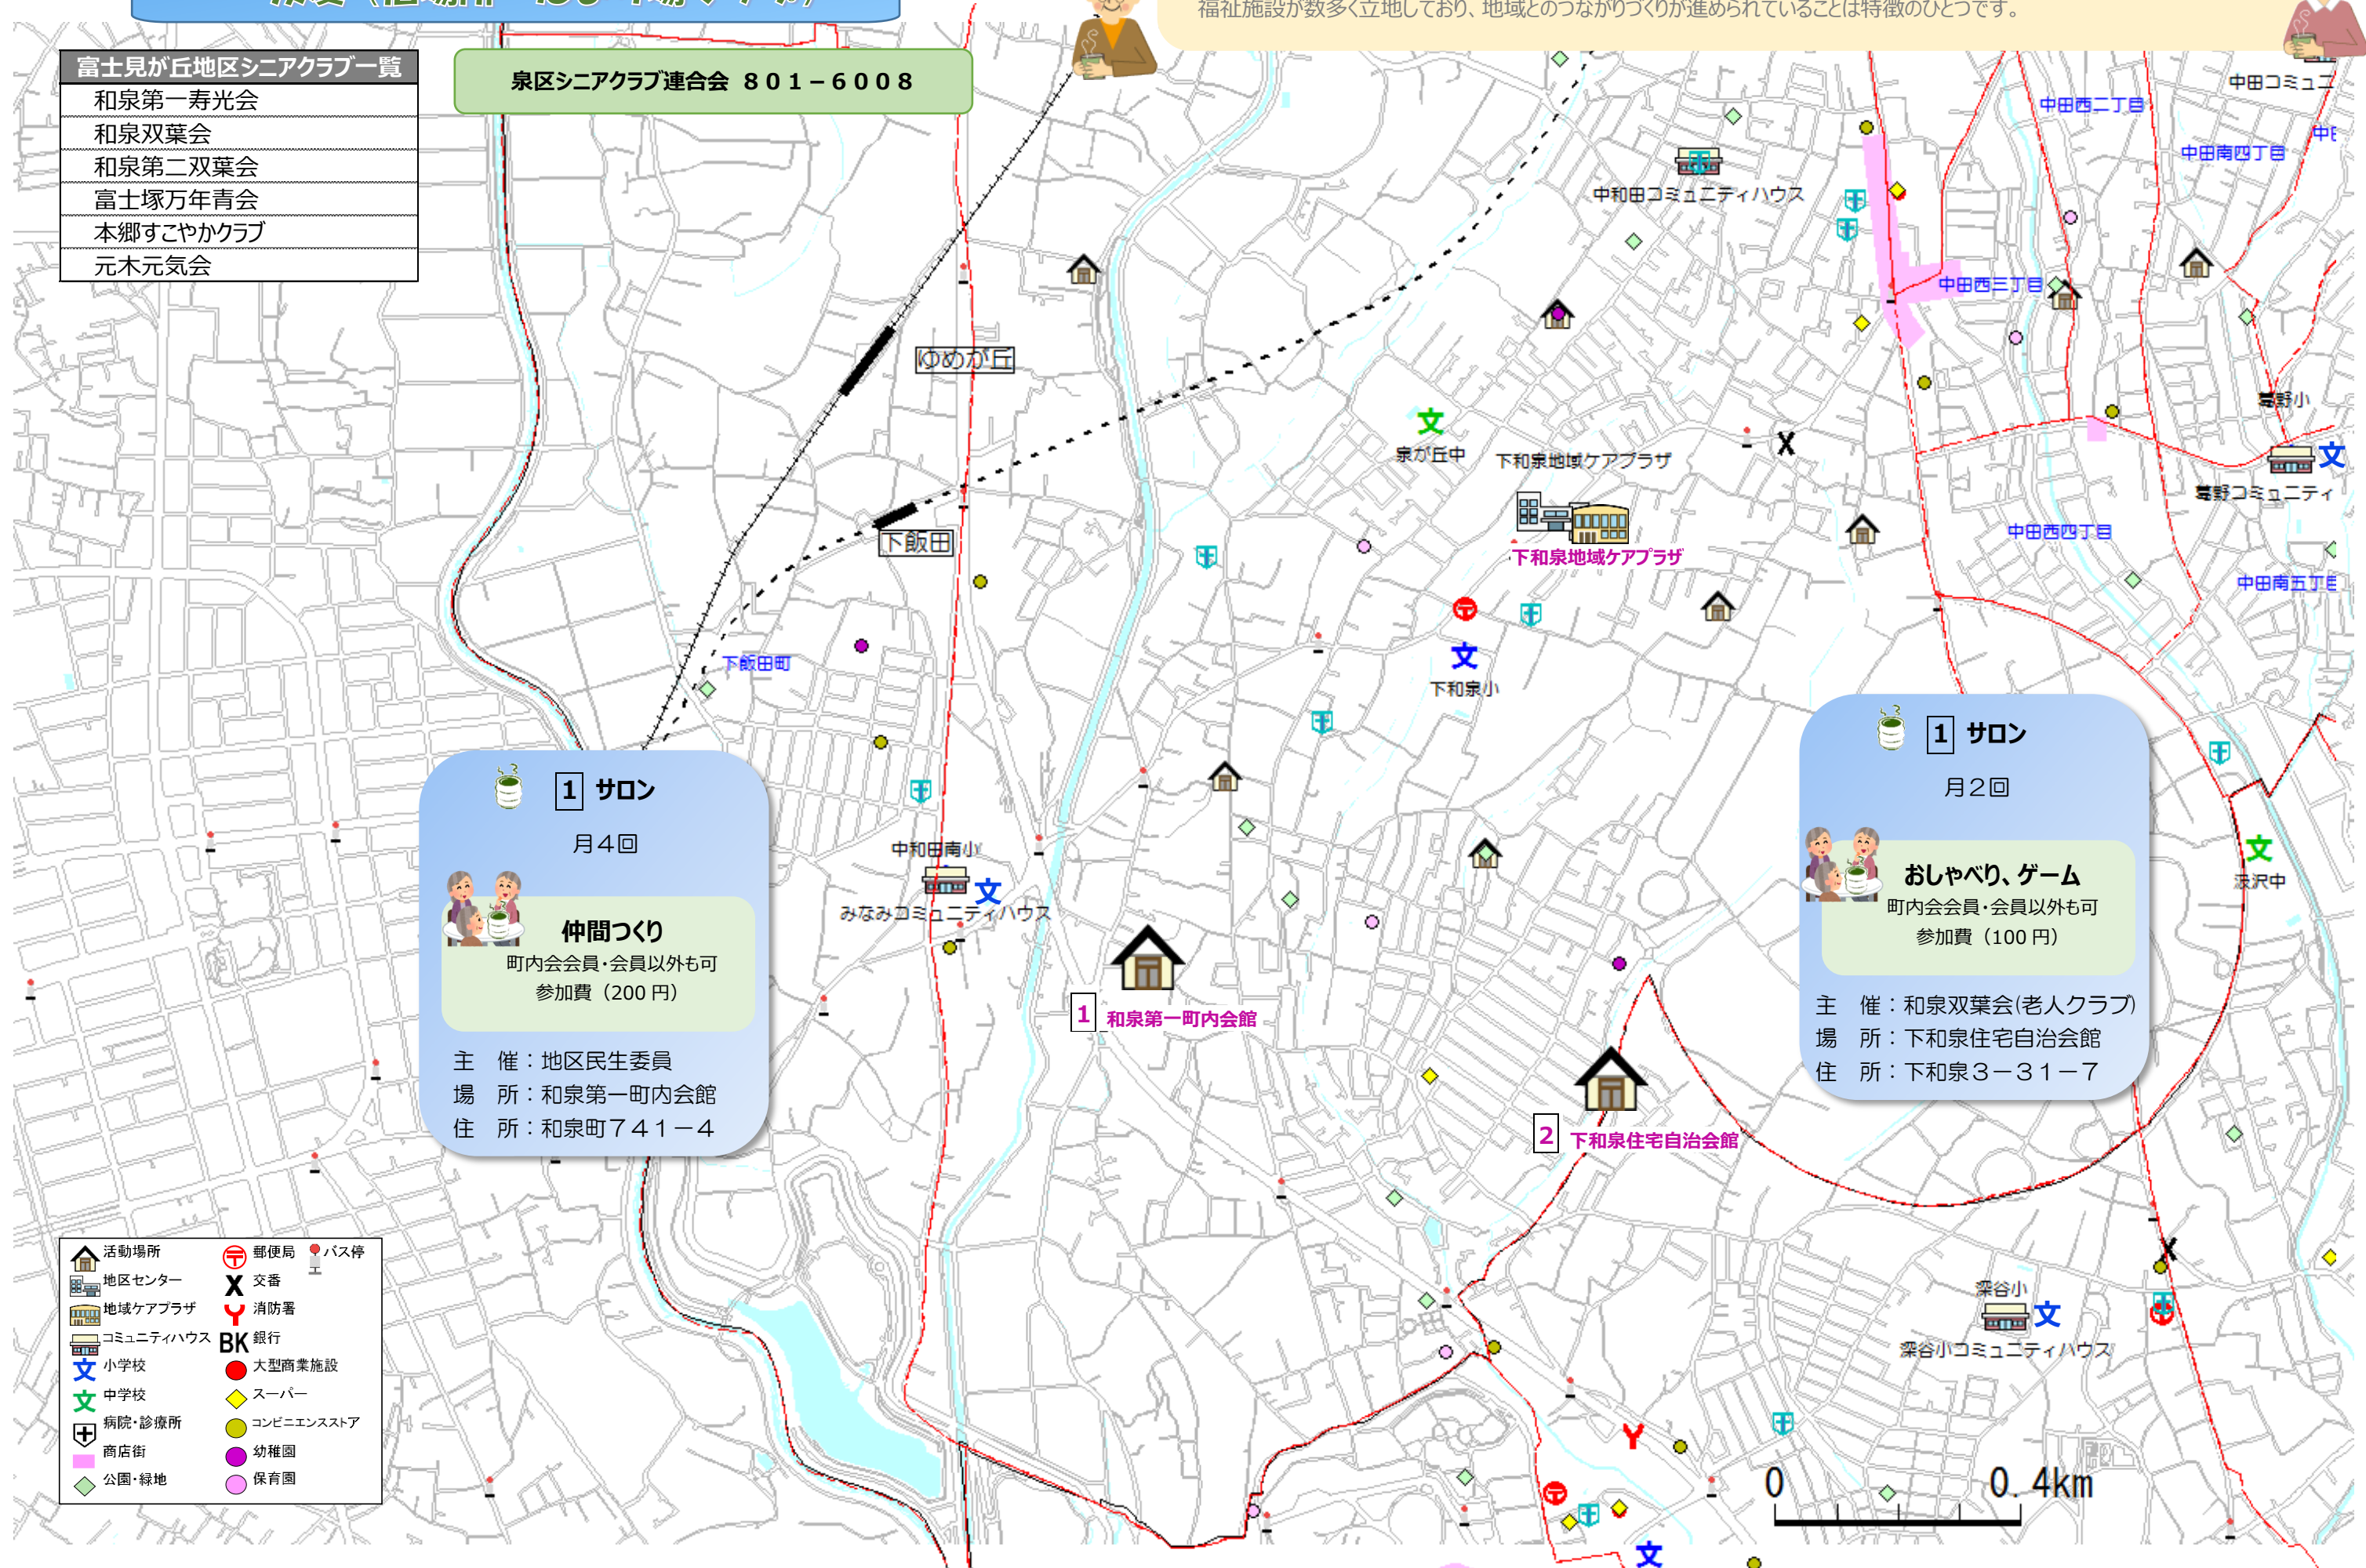 福祉施設が数多く立地しており、地域とのつながりづくりが進められていることは特徴のひとつです。
富士見が丘地区シニアクラブ一覧
和泉第一寿光会
和泉双葉会
和泉第二双葉会
富士塚万年青会
本郷すこやかクラブ
元木元気会
泉区シニアクラブ連合会 ８０１－６００８
中田コミュニ
中田西二丁目
中田南四丁目
中和田コミュニティハウス
中田西三丁目
ゆめが丘
泉が丘中
下和泉地域ケアプラザ
葛野小
葛野コミュニティ
下飯田
下和泉地域ケアプラザ
中田西四丁目
中田南五丁目
下飯田町
下和泉小
1 サロン
月４回
仲間つくり
町内会会員・会員以外も可
参加費（200 円）
主　催：地区民生委員
場　所：和泉第一町内会館
住　所：和泉町７４１－４
1 サロン
月２回
おしゃべり、ゲーム
町内会会員・会員以外も可
参加費（100 円）
主　催：和泉双葉会(老人クラブ)
場　所：下和泉住宅自治会館
住　所：下和泉３－３１－７
中和田南小
みなみコミュニティハウス
汲沢中
1 和泉第一町内会館
2 下和泉住宅自治会館
深谷小
深谷小コミュニティハウス
活動場所
地区センター
地域ケアプラザ
コミュニティハウス
文 小学校
文 中学校
病院・診療所
商店街
公園・緑地
郵便局
バス停
X 交番
Y 消防署
BK 銀行
大型商業施設
スーパー
コンビニエンスストア
幼稚園
保育園
0 0.4km